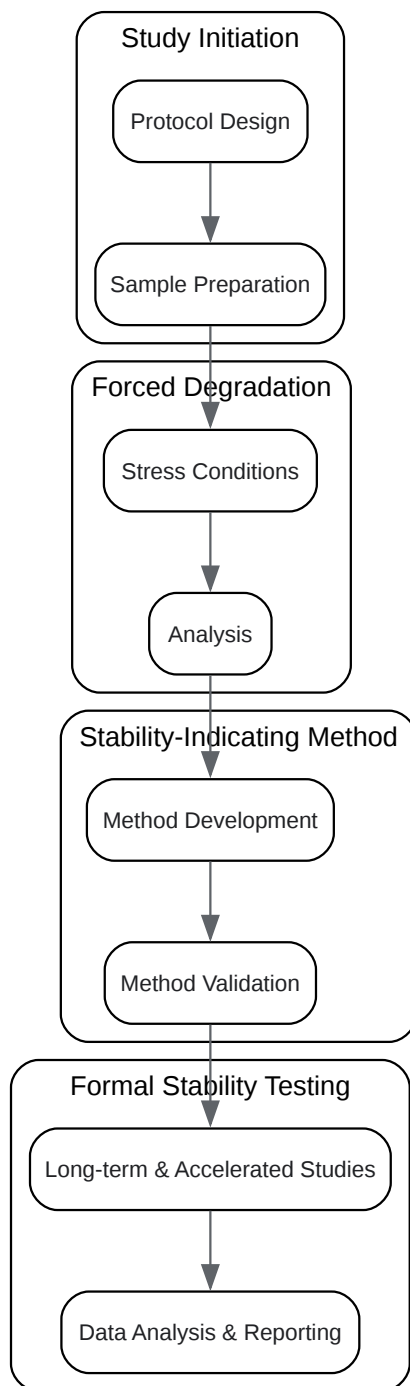 Study Initiation
Protocol Design
Sample Preparation
Forced Degradation
Stress Conditions
Analysis
Stability-Indicating Method
Method Development
Method Validation
Formal Stability Testing
Long-term & Accelerated Studies
Data Analysis & Reporting